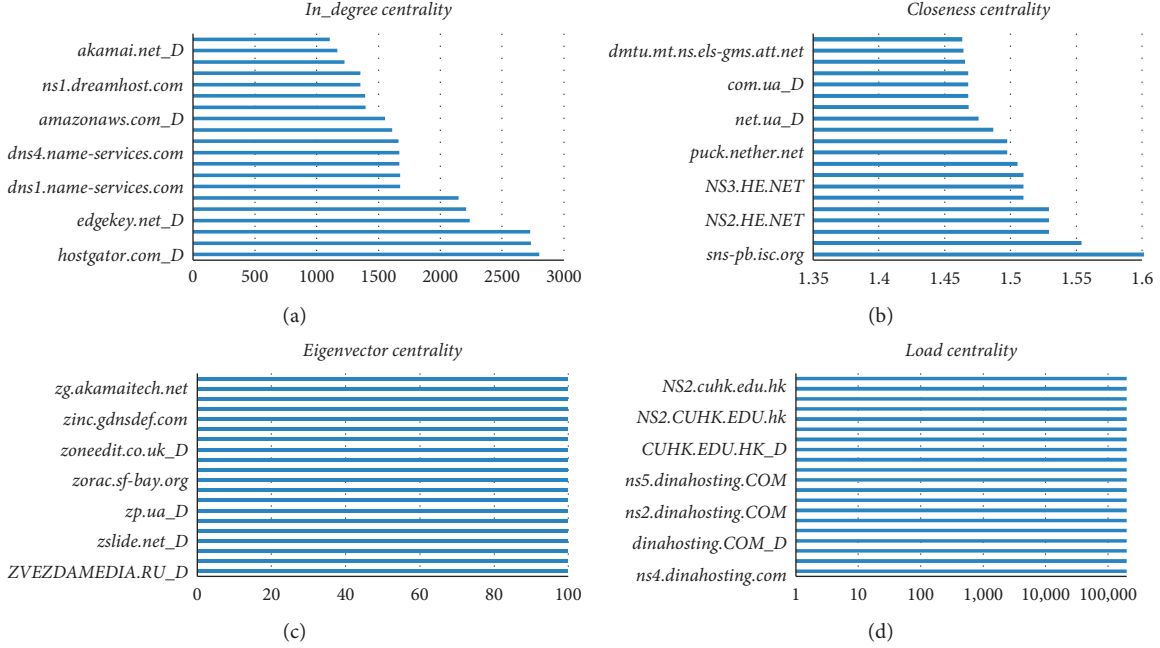 In_degree centrality
akamai.net_D
ns1.dreamhost.com
amazonaws.com_D
dns4.name-services.com
dns1.name-services.com
edgekey.net_D
hostgator.com_D
0 500 1000 1500 2000 2500 3000
(a)
Closeness centrality
dmtu.mt.ns.els-gms.att.net
com.ua_D
net.ua_D
puck.nether.net
NS3.HE.NET
NS2.HE.NET
sns-pb.isc.org
1.35 1.4 1.45 1.5 1.55 1.6
(b)
Eigenvector centrality
zg.akamaitech.net
zinc.gdnsdef.com
zoneedit.co.uk_D
zorac.sf-bay.org
zp.ua_D
zslide.net_D
ZVEZDAMEDIA.RU_D
0 20 40 60 80 100
(c)
Load centrality
NS2.cuhk.edu.hk
NS2.CUHK.EDU.hk
CUHK.EDU.HK_D
ns5.dinahosting.COM
ns2.dinahosting.COM
dinahosting.COM_D
ns4.dinahosting.com
1 10 100 1,000 10,000 100,000
(d)